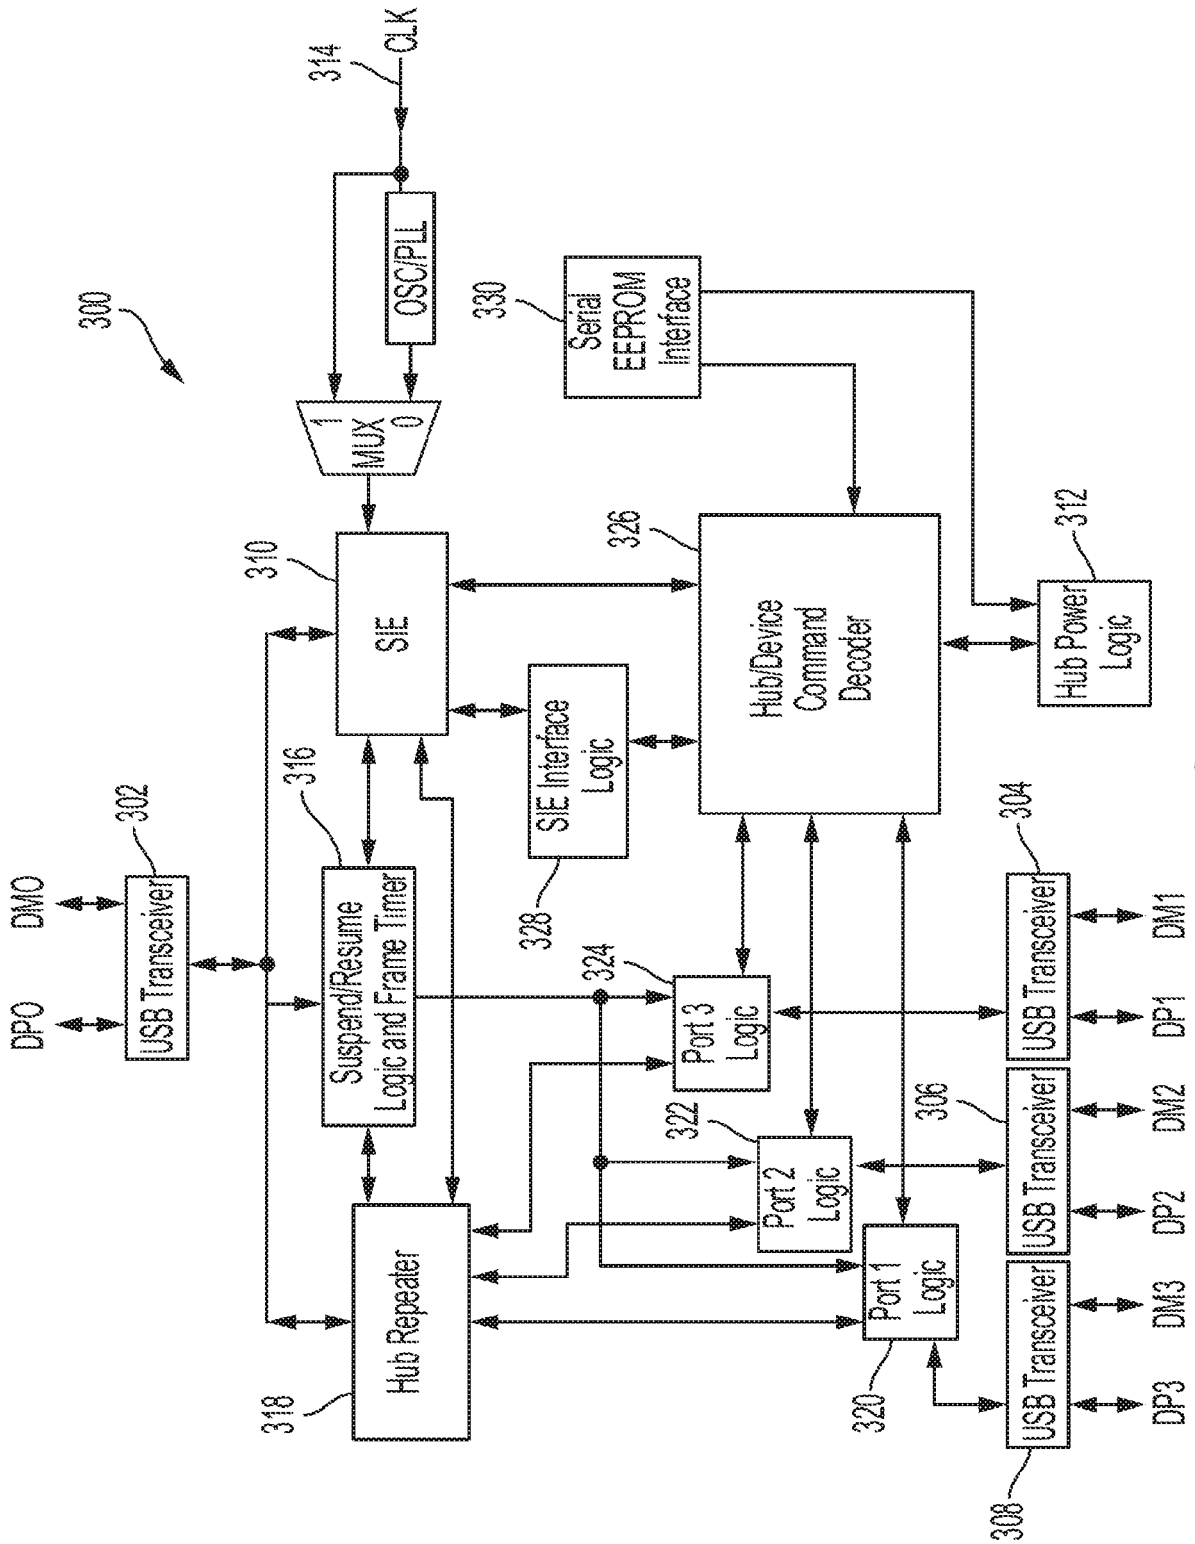 300
314
CLK
OSC/PLL
1
MUX
0
310
SIE
330
Serial
EEPROM
Interface
326
Hub/Device
Command
Decoder
312
Hub Power
Logic
DPO
DMO
302
USB Transceiver
316
Suspend/Resume
Logic and Frame Timer
328
SIE Interface
Logic
318
Hub Repeater
324
Port 3
Logic
322
Port 2
Logic
320
Port 1
Logic
304
USB Transceiver
DP1
DM1
306
USB Transceiver
DP2
DM2
308
USB Transceiver
DP3
DM3